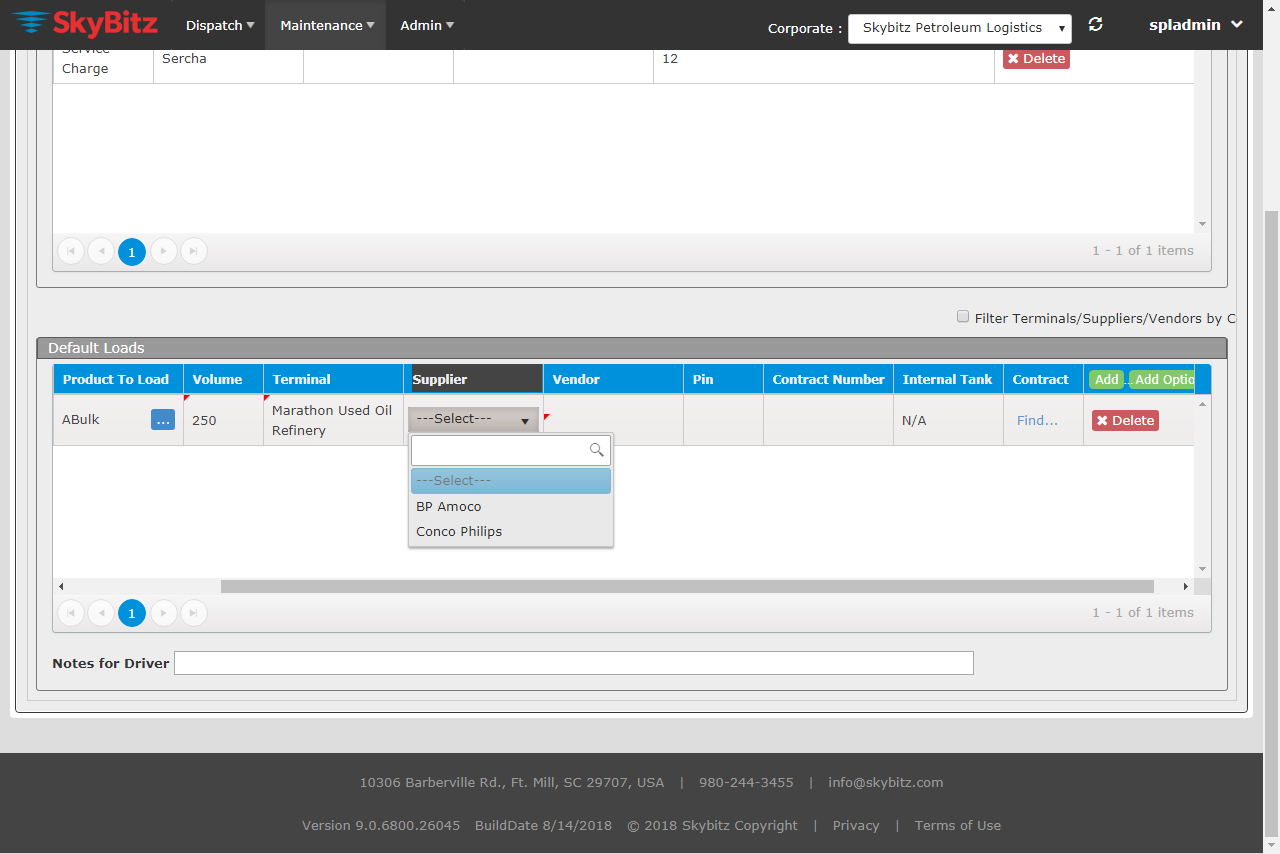 SkyBitz Dispatch Maintenance Admin Corporate : Skybitz Petroleum Logistics spladmin
Service
Charge Sercha 12 Delete
1 1 - 1 of 1 items
Filter Terminals/Suppliers/Vendors by C
Default Loads
Product To Load Volume Terminal Supplier Vendor Pin Contract Number Internal Tank Contract Add ... Add Optio
ABulk ... 250 Marathon Used Oil ---Select--- N/A Find... Delete
Refinery
---Select---
BP Amoco
Conco Philips
1 1 - 1 of 1 items
Notes for Driver
10306 Barberville Rd., Ft. Mill, SC 29707, USA | 980-244-3455 | info@skybitz.com
Version 9.0.6800.26045 BuildDate 8/14/2018 © 2018 Skybitz Copyright | Privacy | Terms of Use